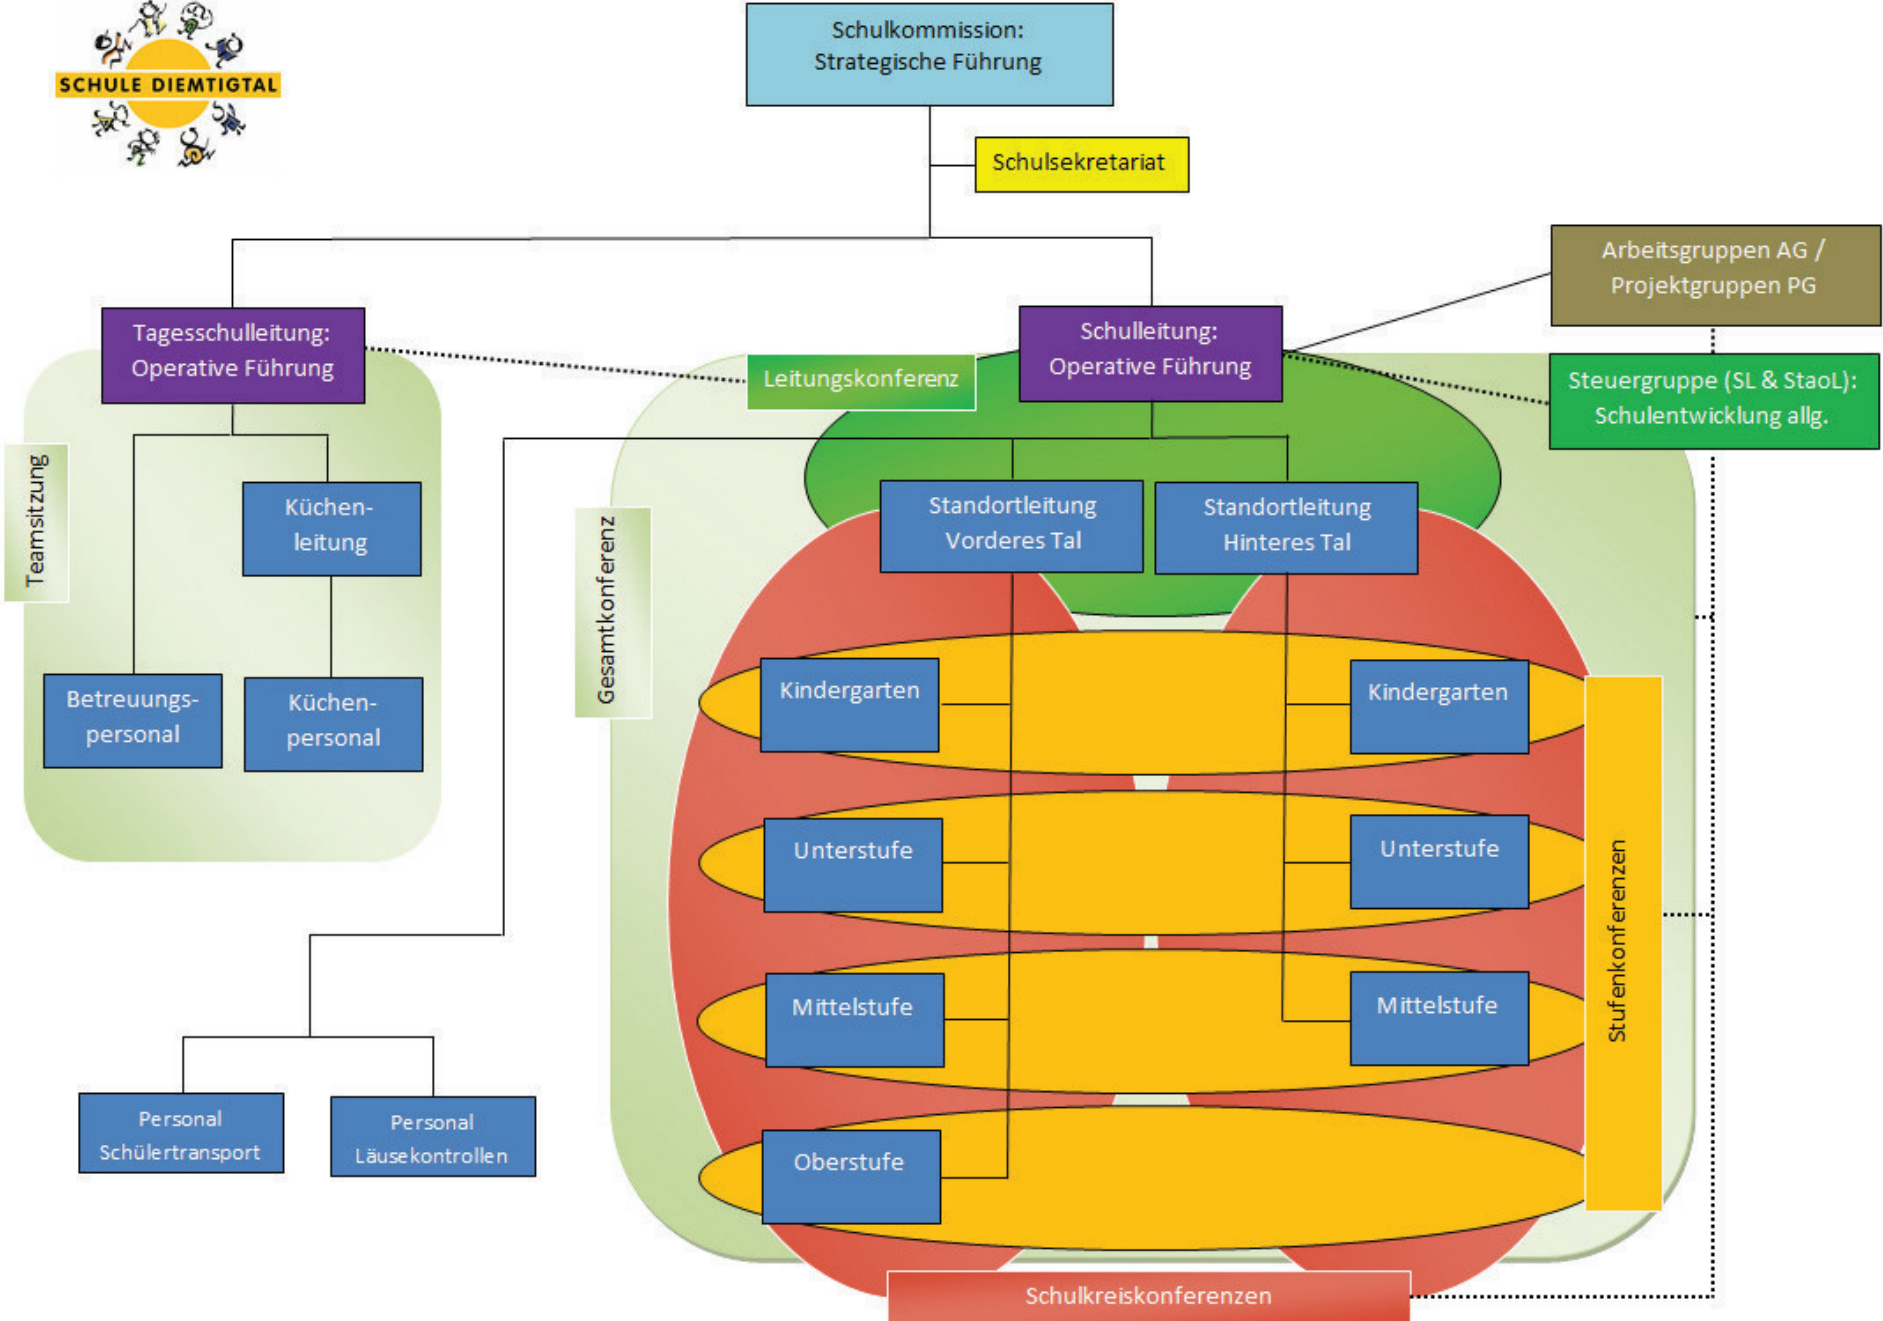 SCHULE DIEMTIGTAL
Schulkommission:
Strategische Führung
Schulsekretariat
Arbeitsgruppen AG /
Projektgruppen PG
Tagesschulleitung:
Operative Führung
Schulleitung:
Operative Führung
Leitungskonferenz
Steuergruppe (SL & StaoL):
Schulentwicklung allg.
Teamsitzung
Küchen-
leitung
Standortleitung
Vorderes Tal
Standortleitung
Hinteres Tal
Gesamtkonferenz
Betreuungs-
personal
Küchen-
personal
Kindergarten
Kindergarten
Unterstufe
Unterstufe
Stufenkonferenzen
Mittelstufe
Mittelstufe
Personal
Schülertransport
Personal
Läusekontrollen
Oberstufe
Schulkreiskonferenzen